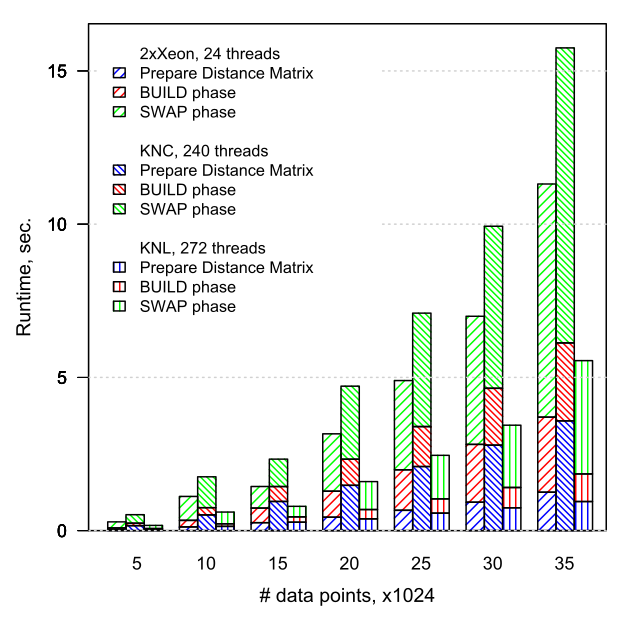 2xXeon, 24 threads
Prepare Distance Matrix
BUILD phase
SWAP phase
KNC, 240 threads
Prepare Distance Matrix
BUILD phase
SWAP phase
KNL, 272 threads
Prepare Distance Matrix
BUILD phase
SWAP phase
Runtime, sec.
15
10
5
0
5 10 15 20 25 30 35
# data points, x1024